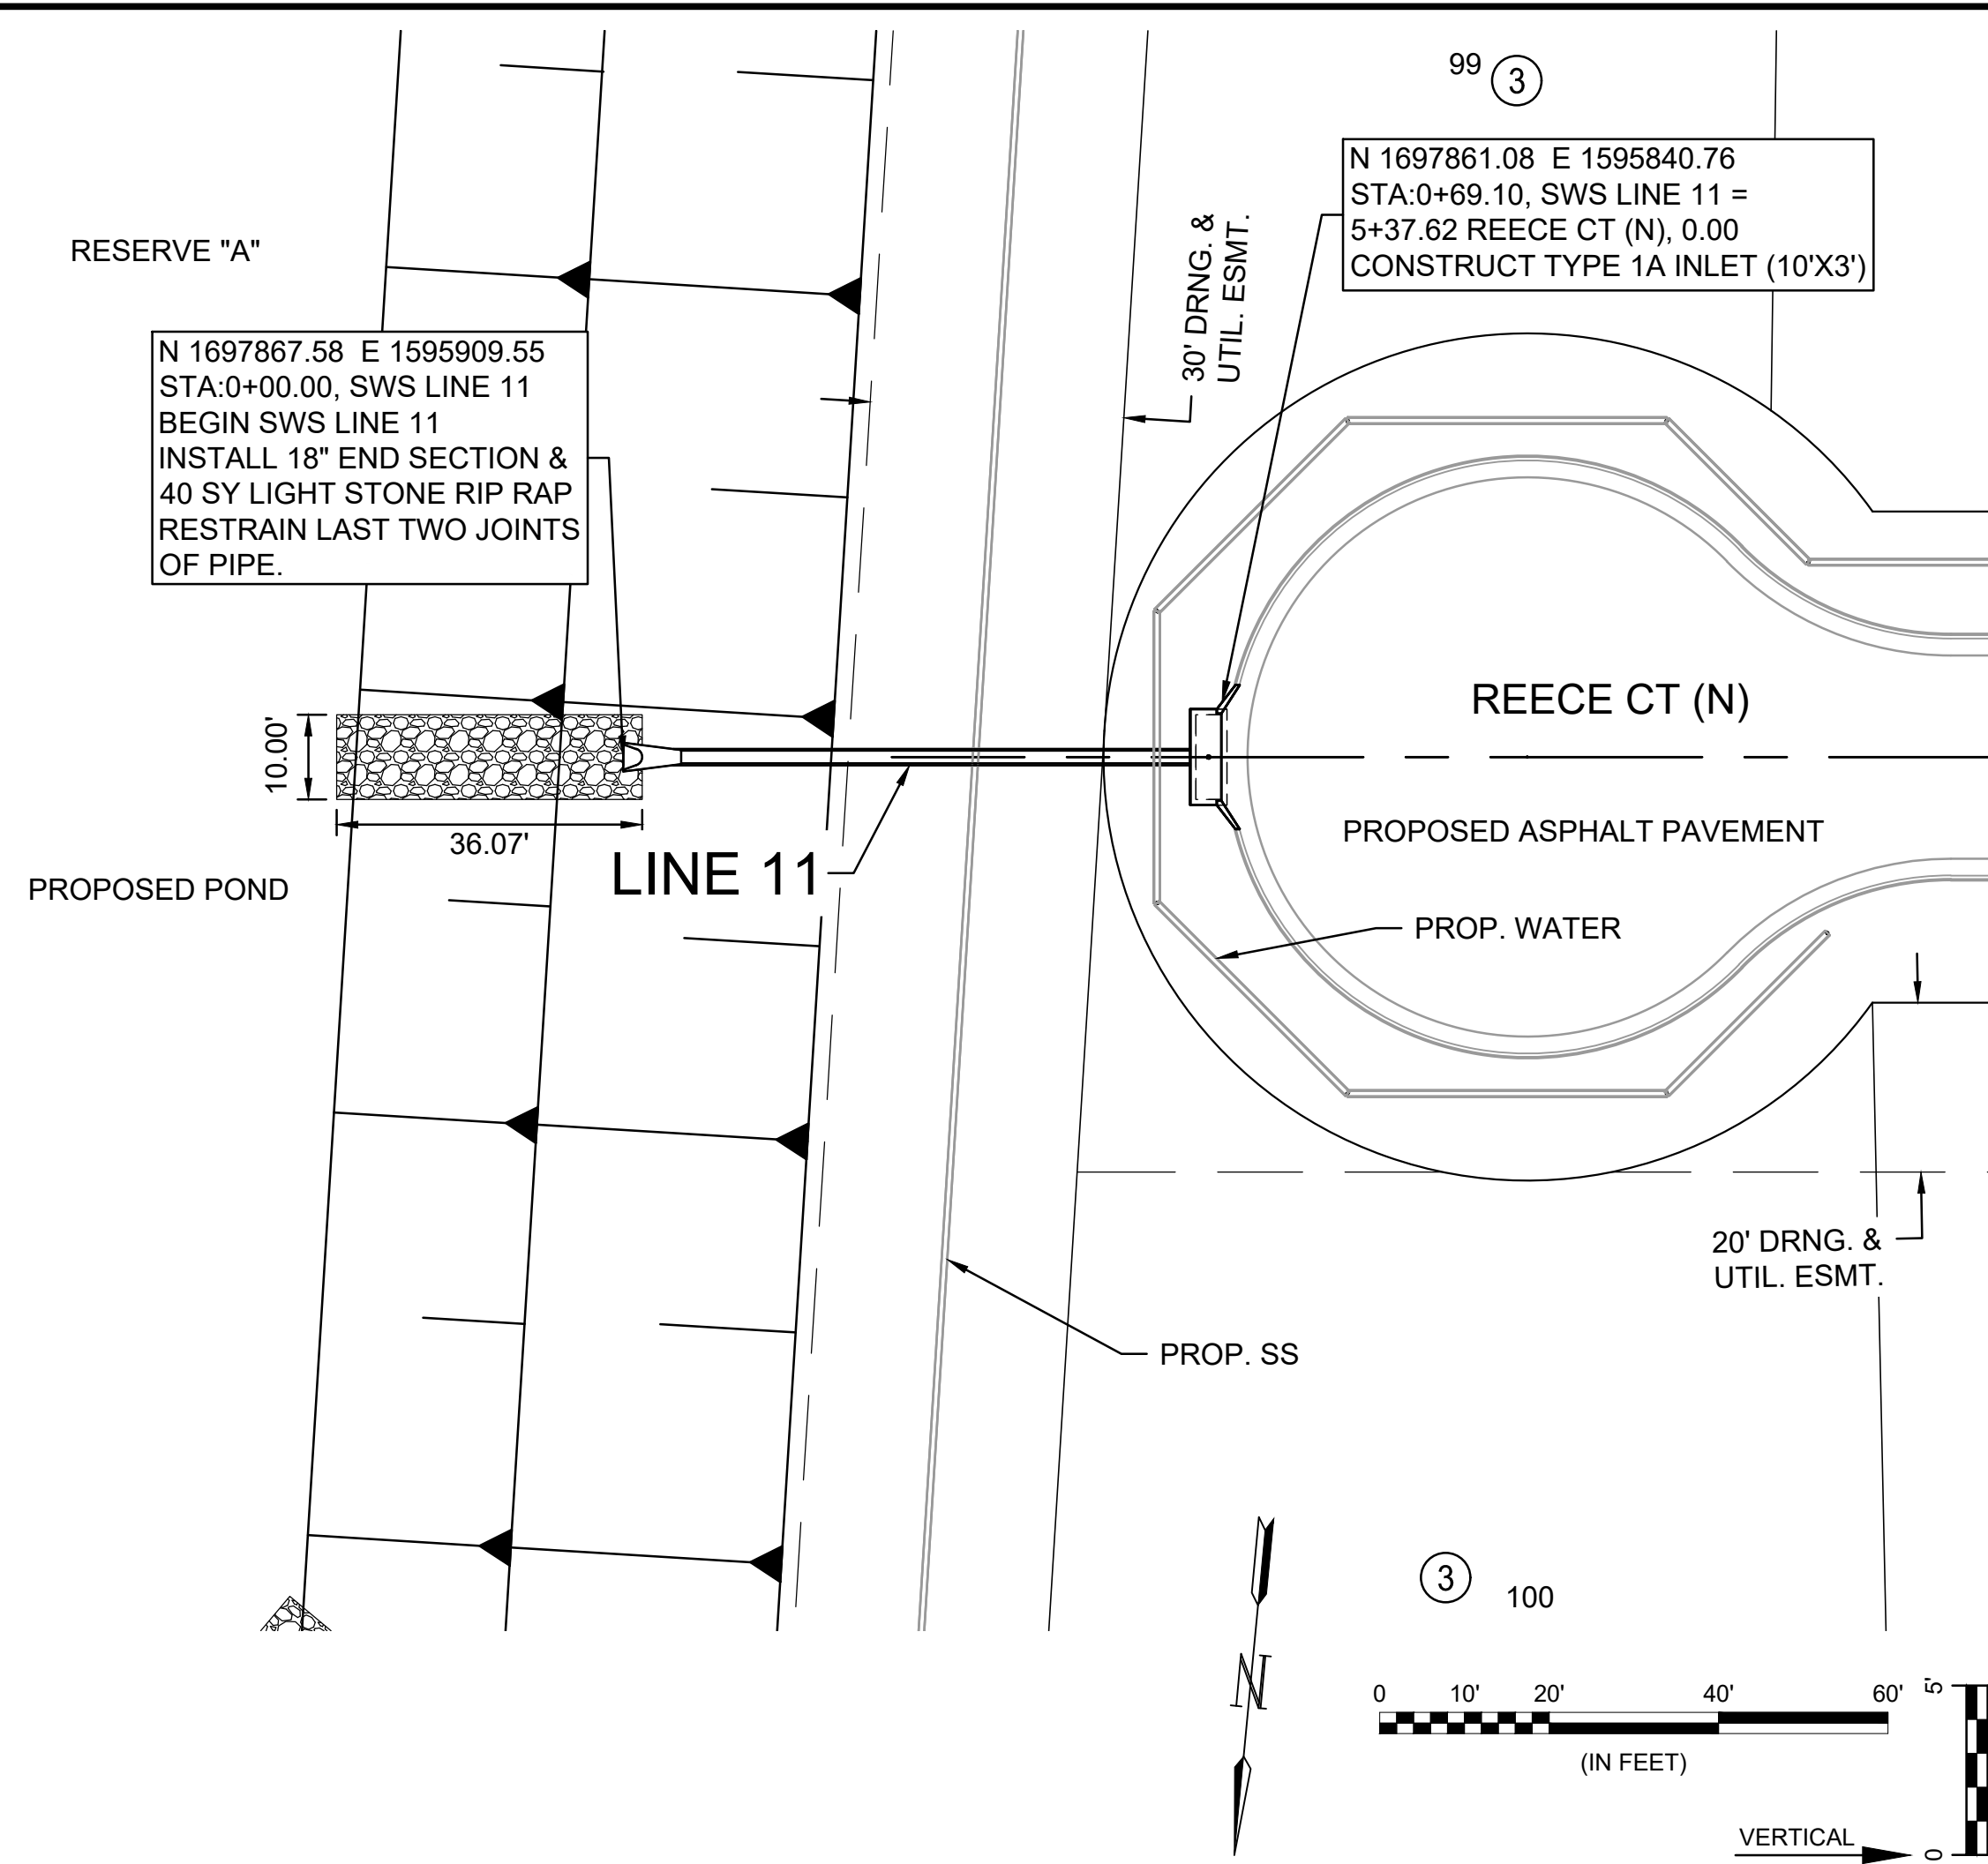 99 3
N 1697861.08 E 1595840.76
STA:0+69.10, SWS LINE 11 =
5+37.62 REECE CT (N), 0.00
CONSTRUCT TYPE 1A INLET (10'X3')
RESERVE "A"
30' DRNG. &
UTIL. ESMT.
N 1697867.58 E 1595909.55
STA:0+00.00, SWS LINE 11
BEGIN SWS LINE 11
INSTALL 18" END SECTION &
40 SY LIGHT STONE RIP RAP
RESTRAIN LAST TWO JOINTS
OF PIPE.
REECE CT (N)
10.00'
36.07'
PROPOSED ASPHALT PAVEMENT
LINE 11
PROPOSED POND
PROP. WATER
20' DRNG. &
UTIL. ESMT.
PROP. SS
3 100
N
0 10' 20' 40' 60'
(IN FEET)
5'
VERTICAL
0